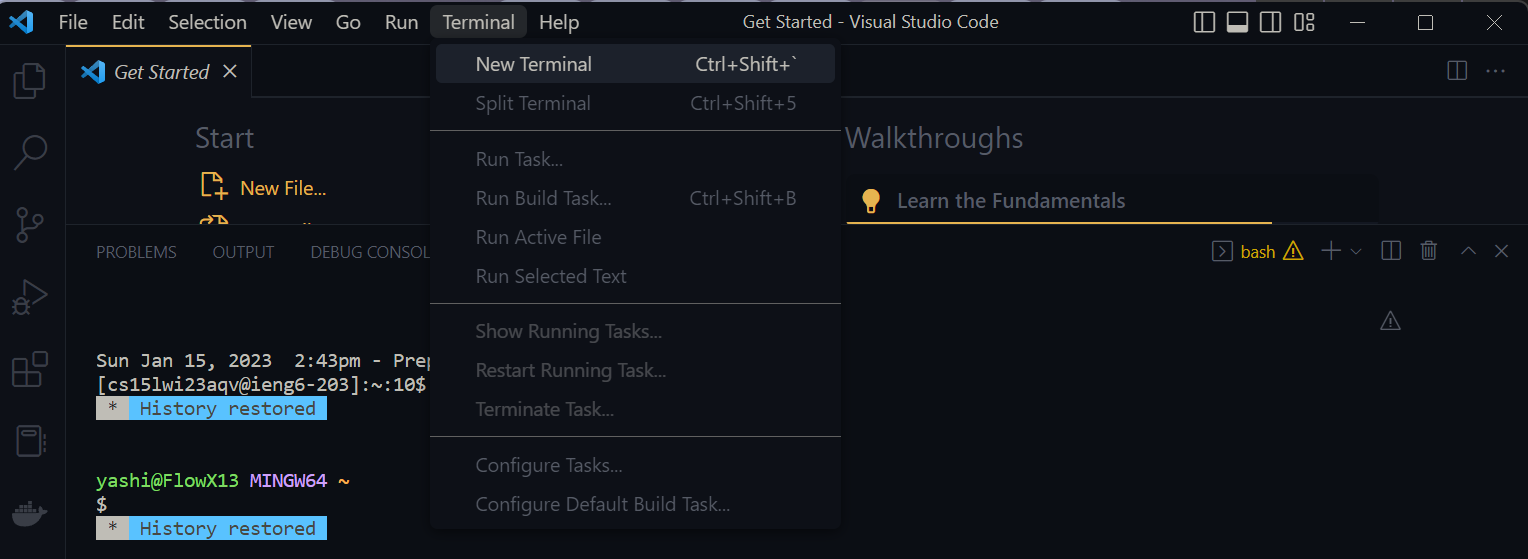 File Edit Selection View Go Run Terminal Help Get Started - Visual Studio Code
Get Started
New Terminal Ctrl+Shift+`
Split Terminal Ctrl+Shift+5
Run Task...
Run Build Task... Ctrl+Shift+B
Run Active File
Run Selected Text
Show Running Tasks...
Restart Running Task...
Terminate Task...
Configure Tasks...
Configure Default Build Task...
Start
New File...
Walkthroughs
Learn the Fundamentals
PROBLEMS OUTPUT DEBUG CONSOL
bash
Sun Jan 15, 2023 2:43pm - Prep
[cs15lwi23aqv@ieng6-203]:~:10$
* History restored
yashi@FlowX13 MINGW64 ~
$
* History restored